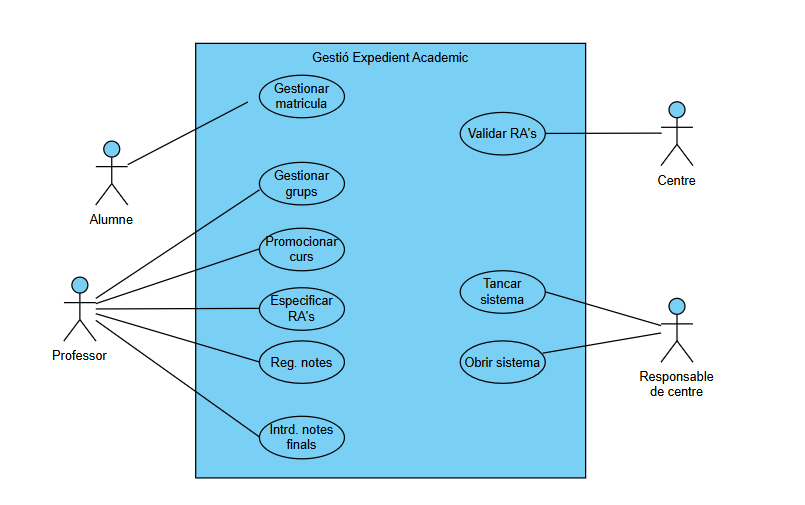 Gestió Expedient Academic
Gestionar
matricula
Validar RA's
Centre
Alumne
Gestionar
grups
Promocionar
curs
Especificar
RA's
Professor
Reg. notes
Intrd. notes
finals
Tancar
sistema
Obrir sistema
Responsable
de centre